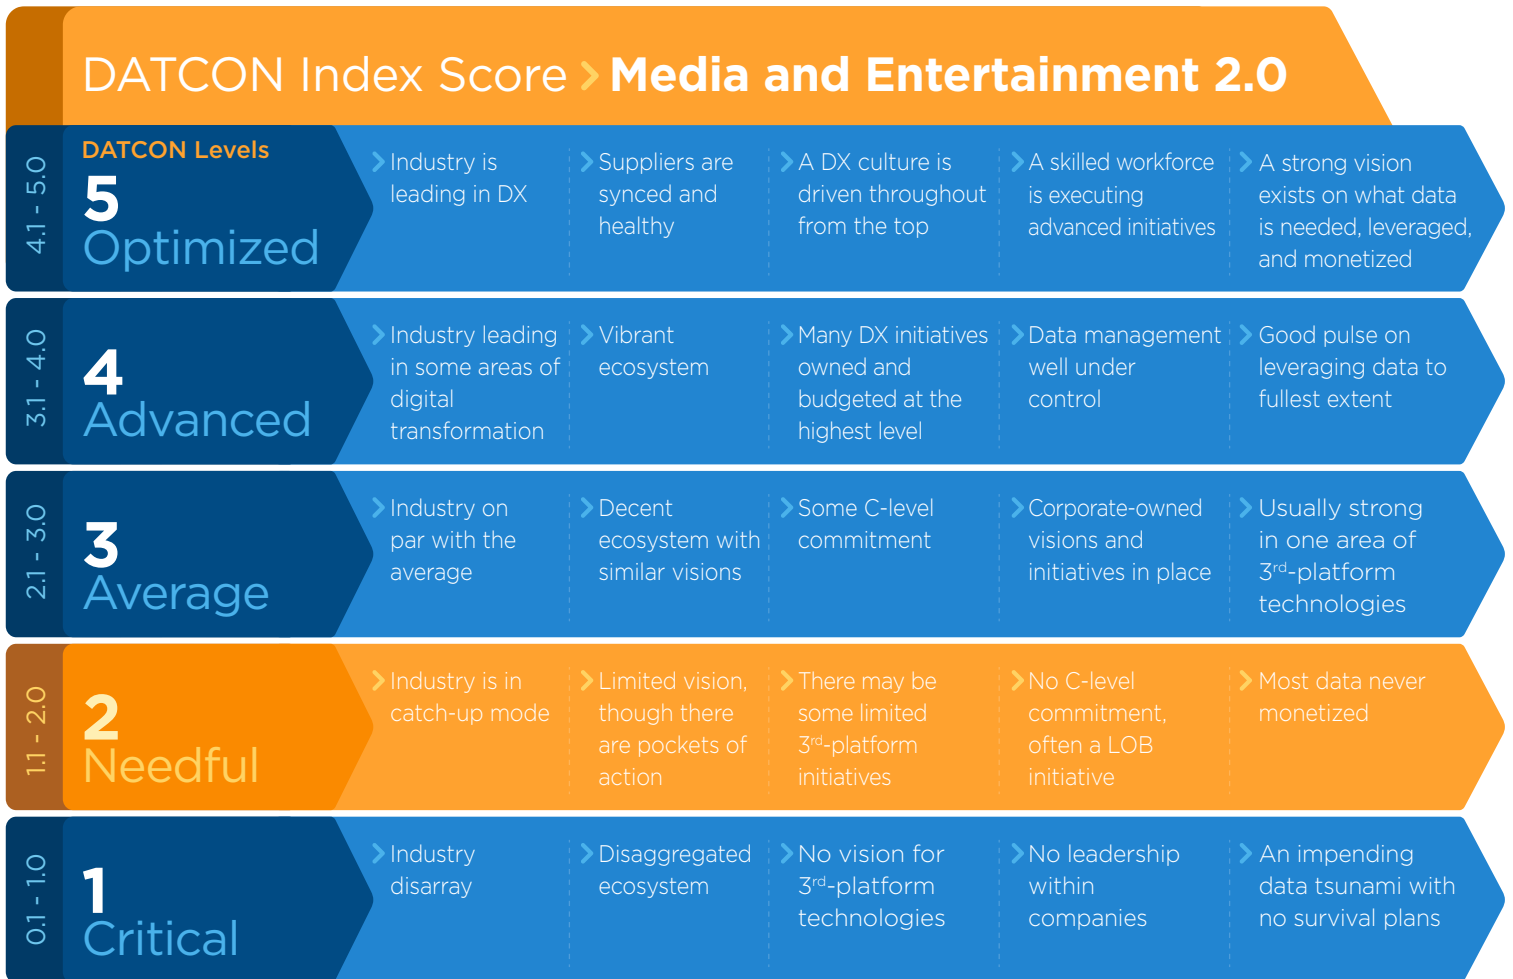 DATCON Index Score > Media and Entertainment 2.0
4.1 - 5.0
DATCON Levels
5
Optimized
Industry is
leading in DX
Suppliers are
synced and
healthy
A DX culture is
driven throughout
from the top
A skilled workforce
is executing
advanced initiatives
A strong vision
exists on what data
is needed, leveraged,
and monetized
3.1 - 4.0
4
Advanced
Industry leading
in some areas of
digital
transformation
Vibrant
ecosystem
Many DX initiatives
owned and
budgeted at the
highest level
Data management
well under
control
Good pulse on
leveraging data to
fullest extent
2.1 - 3.0
3
Average
Industry on
par with the
average
Decent
ecosystem with
similar visions
Some C-level
commitment
Corporate-owned
visions and
initiatives in place
Usually strong
in one area of
3rd-platform
technologies
1.1 - 2.0
2
Needful
Industry is in
catch-up mode
Limited vision,
though there
are pockets of
action
There may be
some limited
3rd-platform
initiatives
No C-level
commitment,
often a LOB
initiative
Most data never
monetized
0.1 - 1.0
1
Critical
Industry
disarray
Disaggregated
ecosystem
No vision for
3rd-platform
technologies
No leadership
within
companies
An impending
data tsunami with
no survival plans